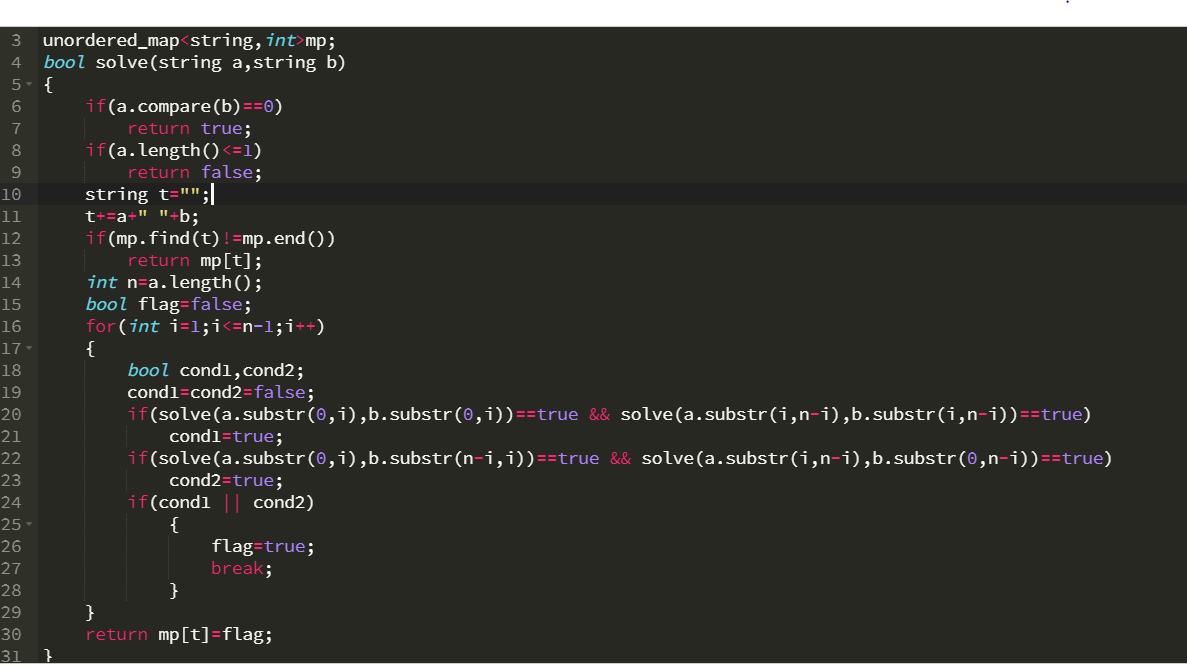 3 unordered_map<string,int>mp;
4 bool solve(string a,string b)
5 {
6 if(a.compare(b)==0)
7 return true;
8 if(a.length()<=1)
9 return false;
10 string t="";
11 t+=a+" "+b;
12 if(mp.find(t)!=mp.end())
13 return mp[t];
14 int n=a.length();
15 bool flag=false;
16 for(int i=1;i<=n-1;i++)
17 {
18 bool cond1,cond2;
19 cond1=cond2=false;
20 if(solve(a.substr(0,i),b.substr(0,i))==true && solve(a.substr(i,n-i),b.substr(i,n-i))==true)
21 cond1=true;
22 if(solve(a.substr(0,i),b.substr(n-i,i))==true && solve(a.substr(i,n-i),b.substr(0,n-i))==true)
23 cond2=true;
24 if(cond1 || cond2)
25 {
26 flag=true;
27 break;
28 }
29 }
30 return mp[t]=flag;
31 }